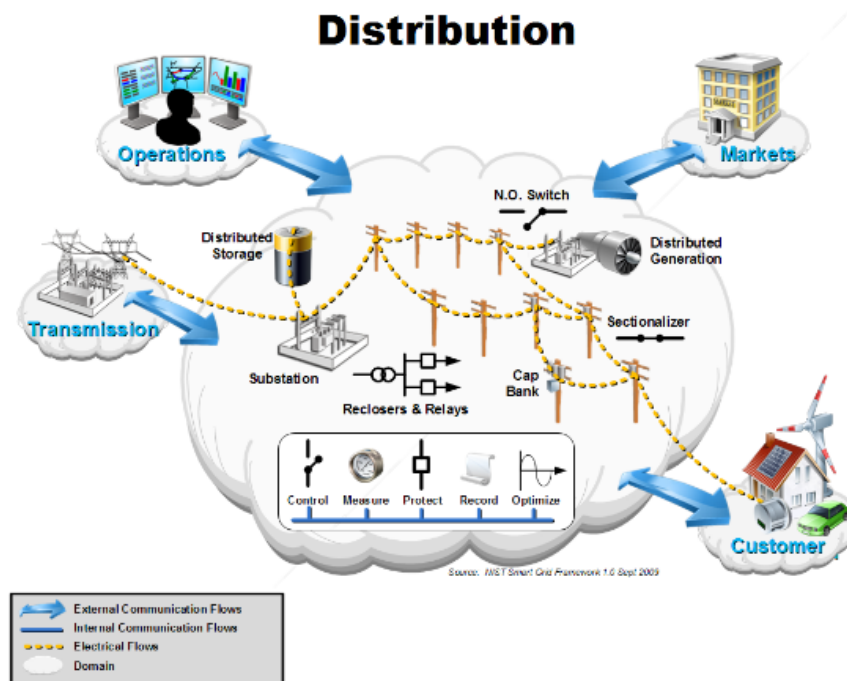 Distribution
Operations
Markets
N.O. Switch
Distributed
Storage
Distributed
Generation
Transmission
Sectionalizer
Substation
Cap
Bank
Reclosers & Relays
Control
Measure
Protect
Record
Optimize
Customer
Source: NIST Smart Grid Framework 1.0 Sept 2009
External Communication Flows
Internal Communication Flows
Electrical Flows
Domain